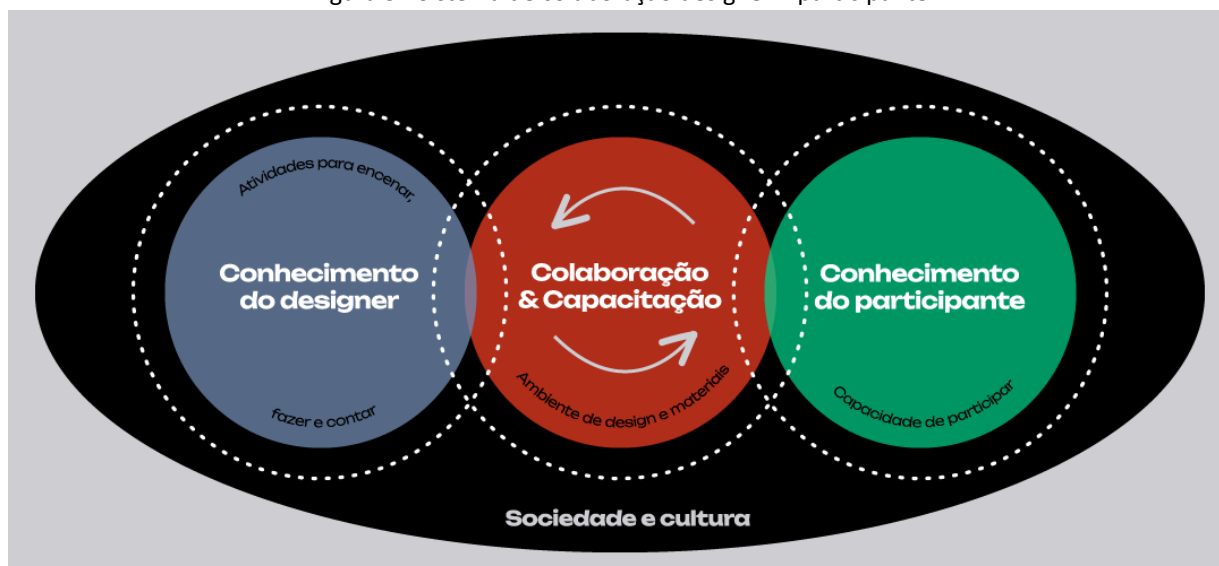 Atividades para encenar,
Conhecimento
do designer
fazer e contar
Colaboração
& Capacitação
Ambiente de design e materiais
Conhecimento
do participante
Capacidade de participar
Sociedade e cultura